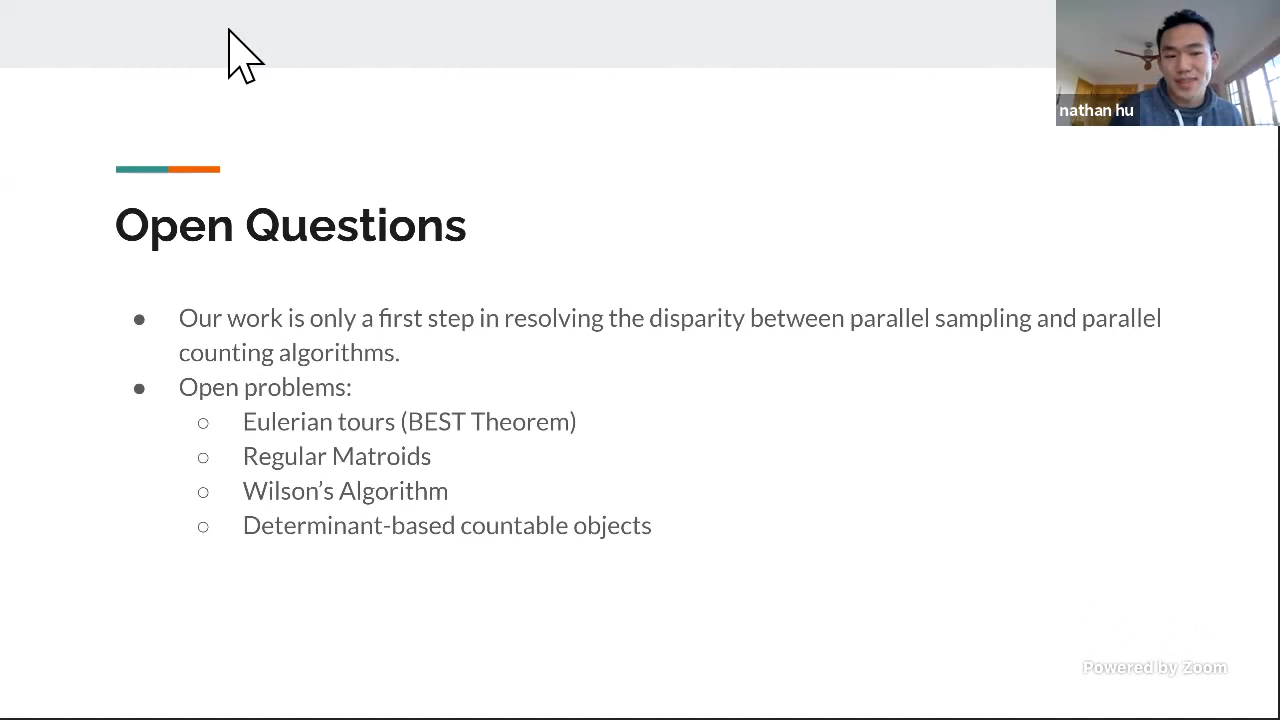 nathan hu
Open Questions
● Our work is only a first step in resolving the disparity between parallel sampling and parallel
counting algorithms.
● Open problems:
○ Eulerian tours (BEST Theorem)
○ Regular Matroids
○ Wilson’s Algorithm
○ Determinant-based countable objects
Powered by Zoom